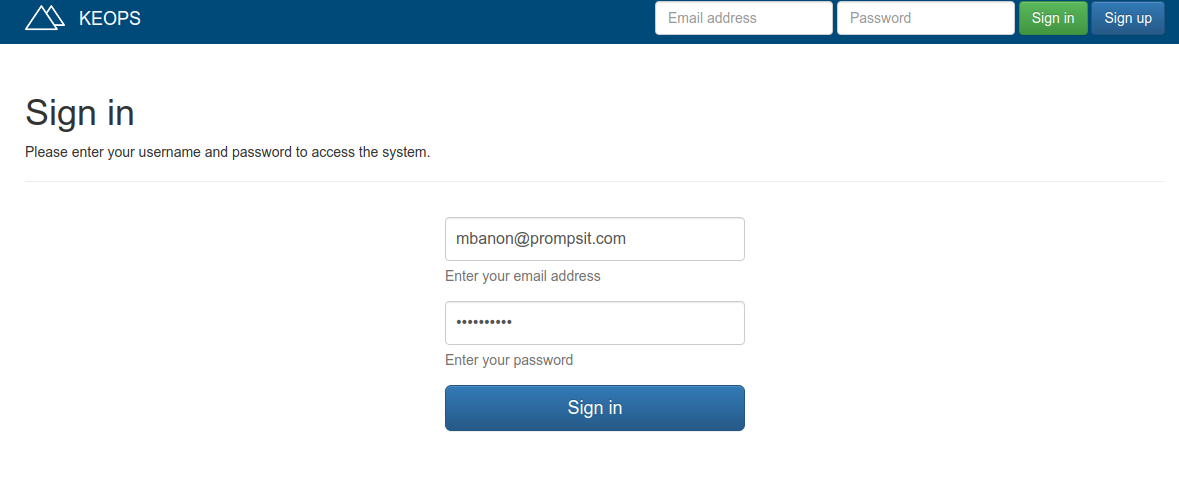 KEOPS Email address Password Sign in Sign up
Sign in
Please enter your username and password to access the system.
mbanon@prompsit.com
Enter your email address
••••••••••
Enter your password
Sign in